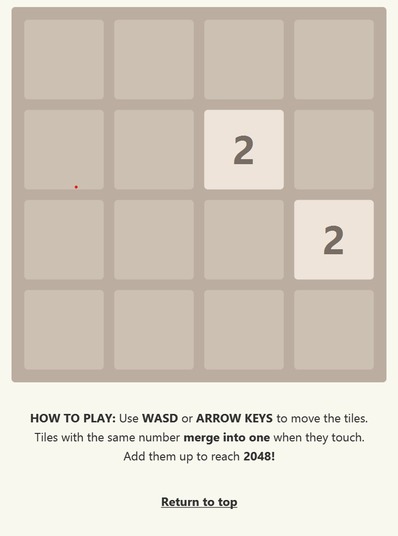 2
2
HOW TO PLAY: Use WASD or ARROW KEYS to move the tiles.
Tiles with the same number merge into one when they touch.
Add them up to reach 2048!
Return to top